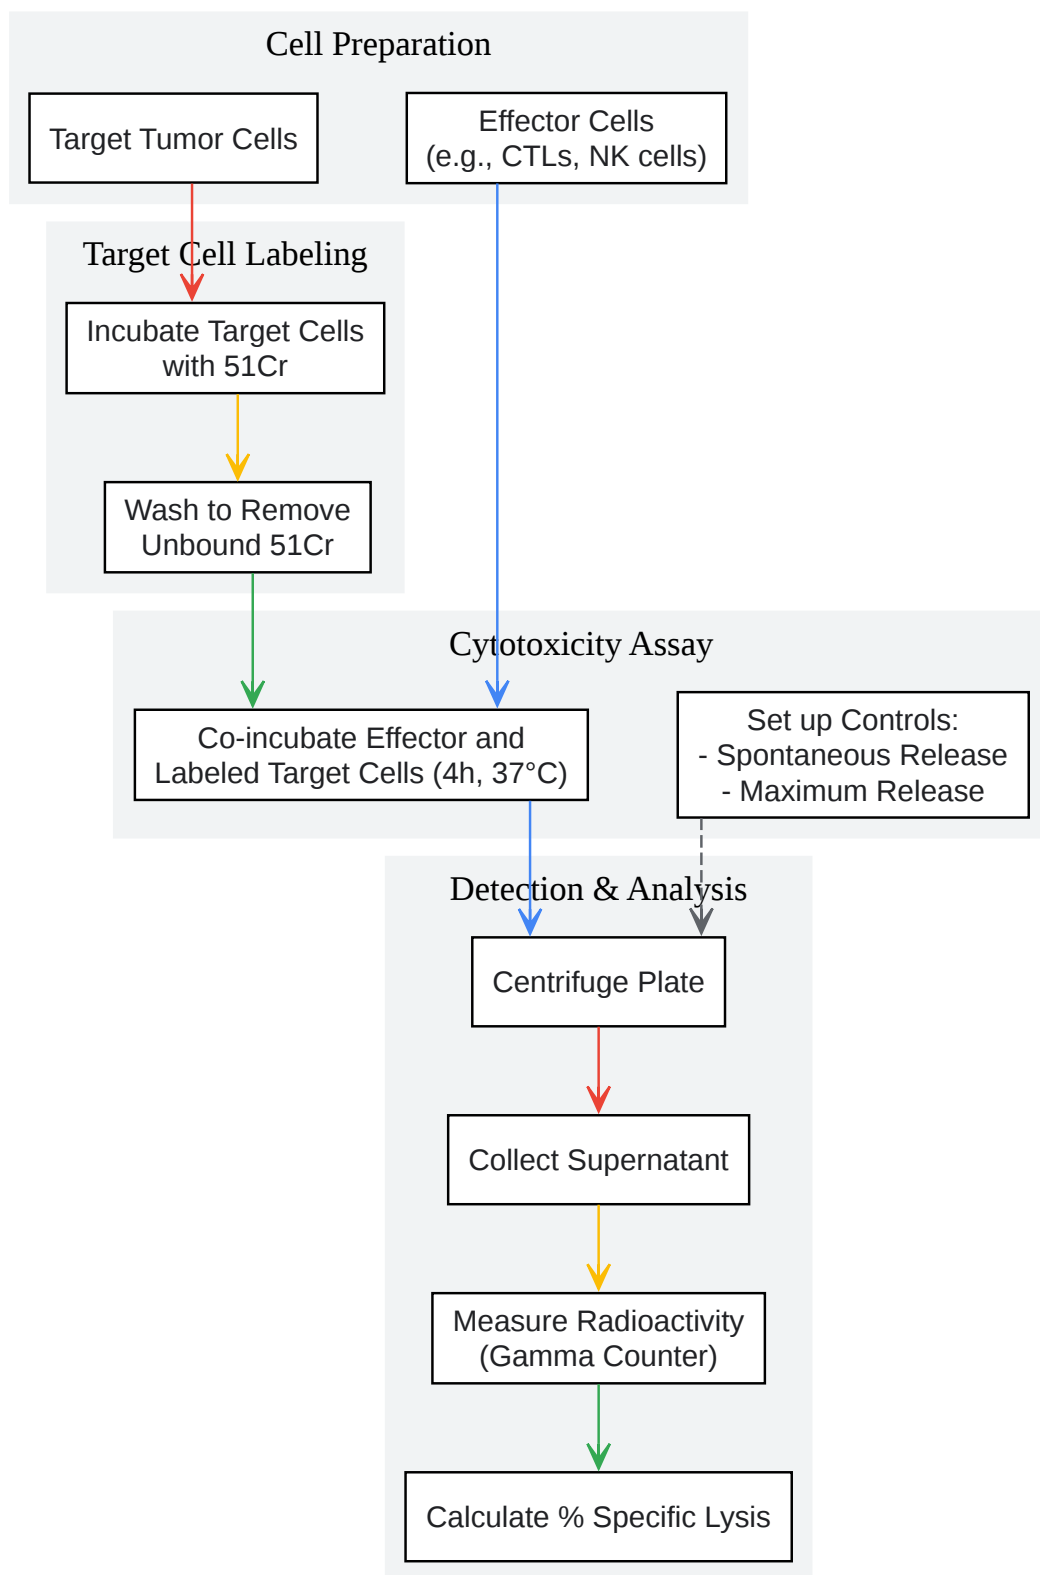 Cell Preparation
Target Tumor Cells
Effector Cells
(e.g., CTLs, NK cells)
Target Cell Labeling
Incubate Target Cells
with 51Cr
Wash to Remove
Unbound 51Cr
Cytotoxicity Assay
Co-incubate Effector and
Labeled Target Cells (4h, 37°C)
Set up Controls:
- Spontaneous Release
- Maximum Release
Detection & Analysis
Centrifuge Plate
Collect Supernatant
Measure Radioactivity
(Gamma Counter)
Calculate % Specific Lysis